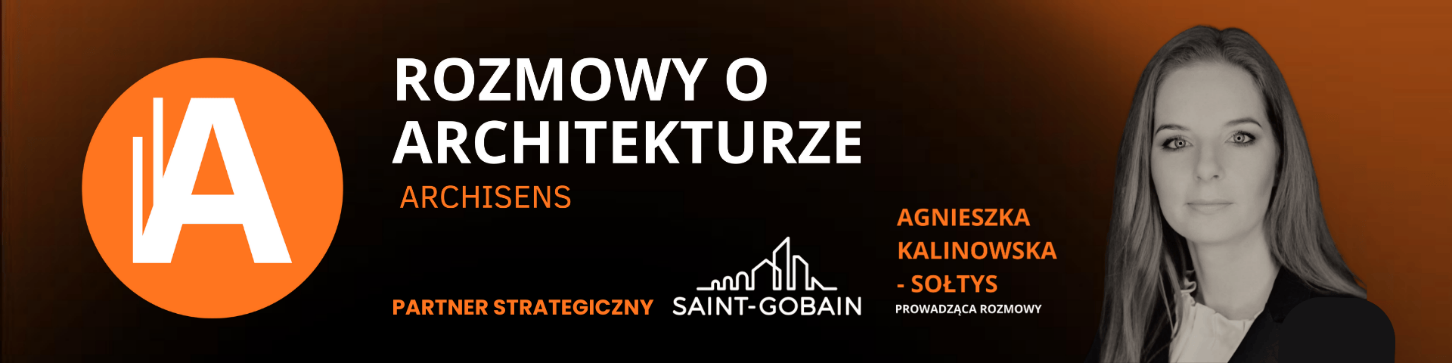 ROZMOWY O
ARCHITEKTURZE
ARCHISENS
PARTNER STRATEGICZNY
SAINT-GOBAIN
AGNIESZKA
KALINOWSKA
- SOŁTYS
PROWADZĄCA ROZMOWY
A